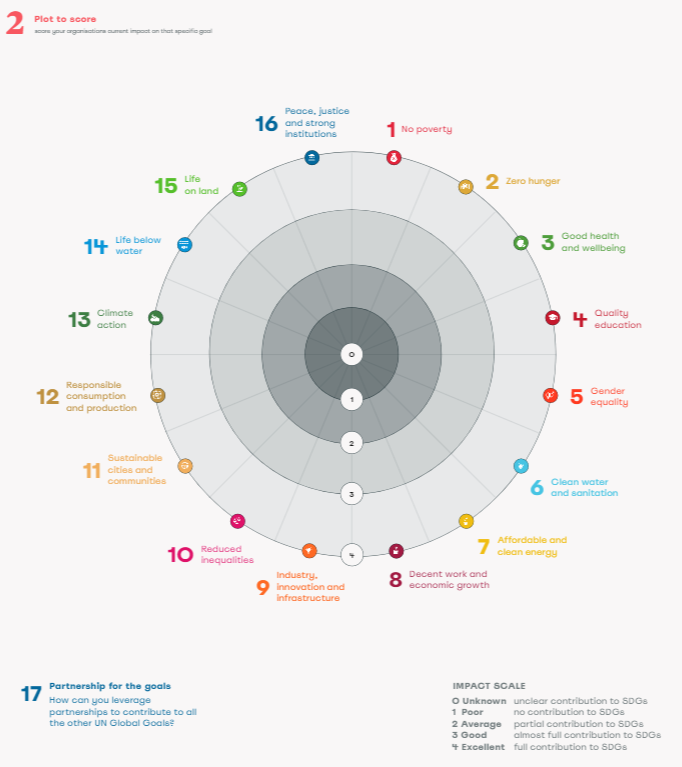 2 Plot to score
score your organisations current impact on that specific goal
16 Peace, justice
and strong
institutions
1 No poverty
2 Zero hunger
3 Good health
and wellbeing
4 Quality
education
5 Gender
equality
6 Clean water
and sanitation
7 Affordable and
clean energy
8 Decent work and
economic growth
9 Industry,
innovation and
infrastructure
10 Reduced
inequalities
11 Sustainable
cities and
communities
12 Responsible
consumption
and production
13 Climate
action
14 Life below
water
15 Life
on land
0
1
2
3
4
17 Partnership for the goals
How can you leverage
partnerships to contribute to all
the other UN Global Goals?
IMPACT SCALE
0 Unknown unclear contribution to SDGs
1 Poor no contribution to SDGs
2 Average partial contribution to SDGs
3 Good almost full contribution to SDGs
4 Excellent full contribution to SDGs